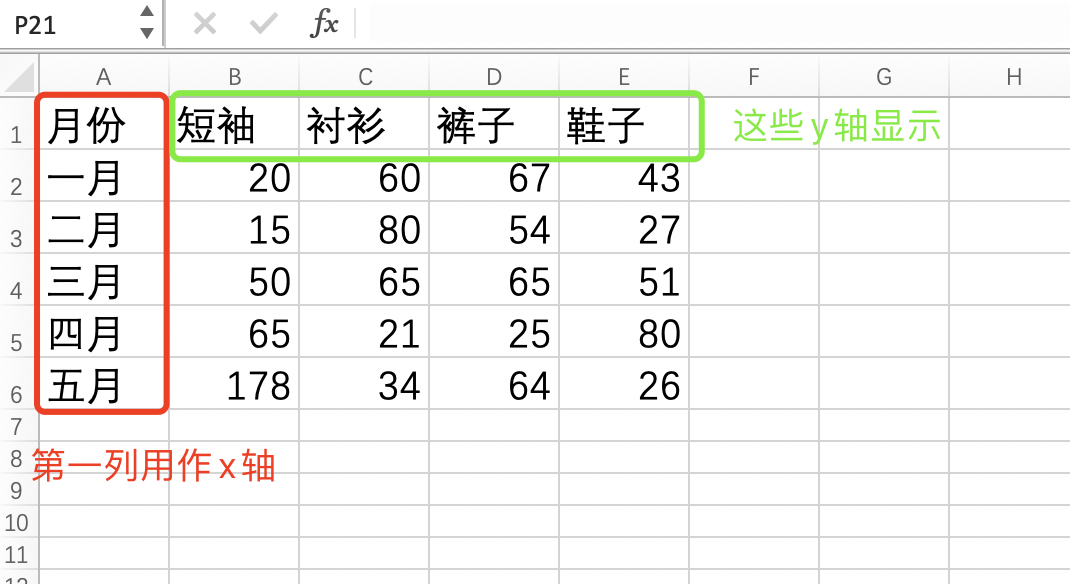 P21 fx
A B C D E F G H
1 月份 短袖 衬衫 裤子 鞋子 这些y轴显示
2 一月 20 60 67 43
3 二月 15 80 54 27
4 三月 50 65 65 51
5 四月 65 21 25 80
6 五月 178 34 64 26
7
8 第一列用作x轴
9
10
11
12